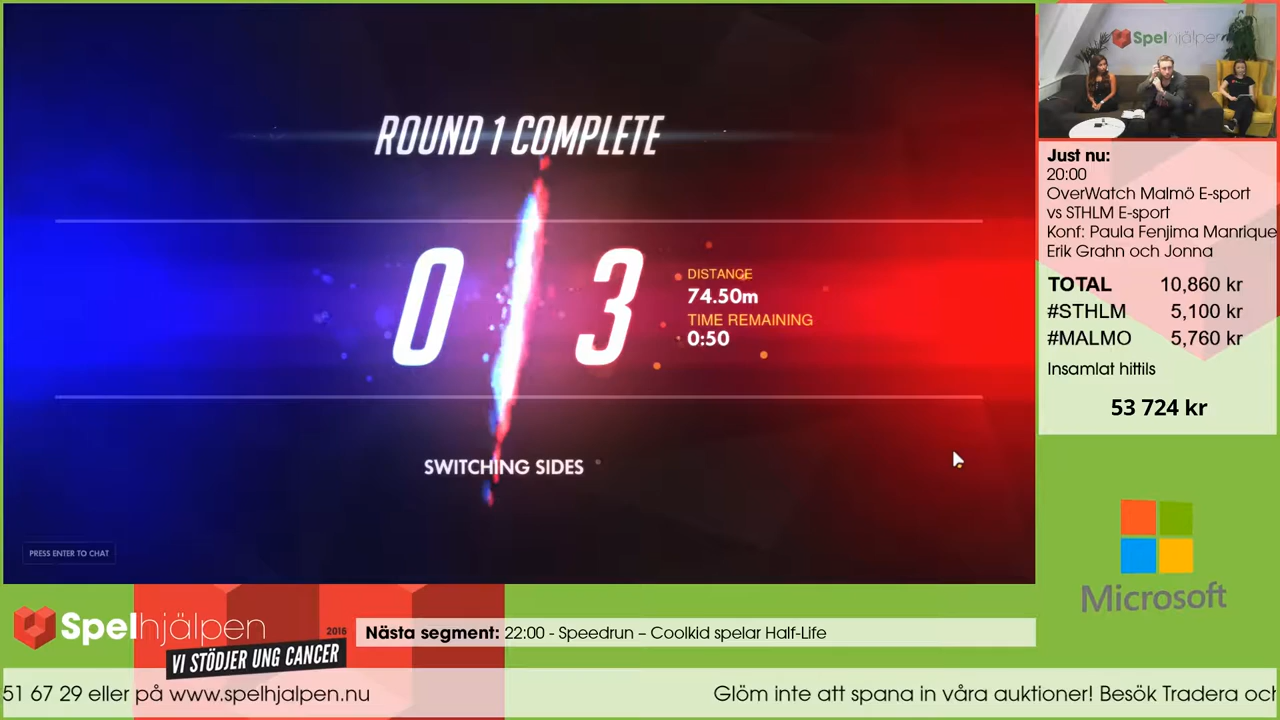 ROUND 1 COMPLETE
0 3
DISTANCE
74.50m
TIME REMAINING
0:50
SWITCHING SIDES
PRESS ENTER TO CHAT
Spelhjälpen
Just nu:
20:00
OverWatch Malmö E-sport
vs STHLM E-sport
Konf: Paula Fenjima Manrique
Erik Grahn och Jonna
TOTAL 10,860 kr
#STHLM 5,100 kr
#MALMO 5,760 kr
Insamlat hittils
53 724 kr
Microsoft
Spelhjälpen
2016
VI STÖDJER UNG CANCER
Nästa segment: 22:00 - Speedrun – Coolkid spelar Half-Life
51 67 29 eller på www.spelhjalpen.nu Glöm inte att spana in våra auktioner! Besök Tradera och